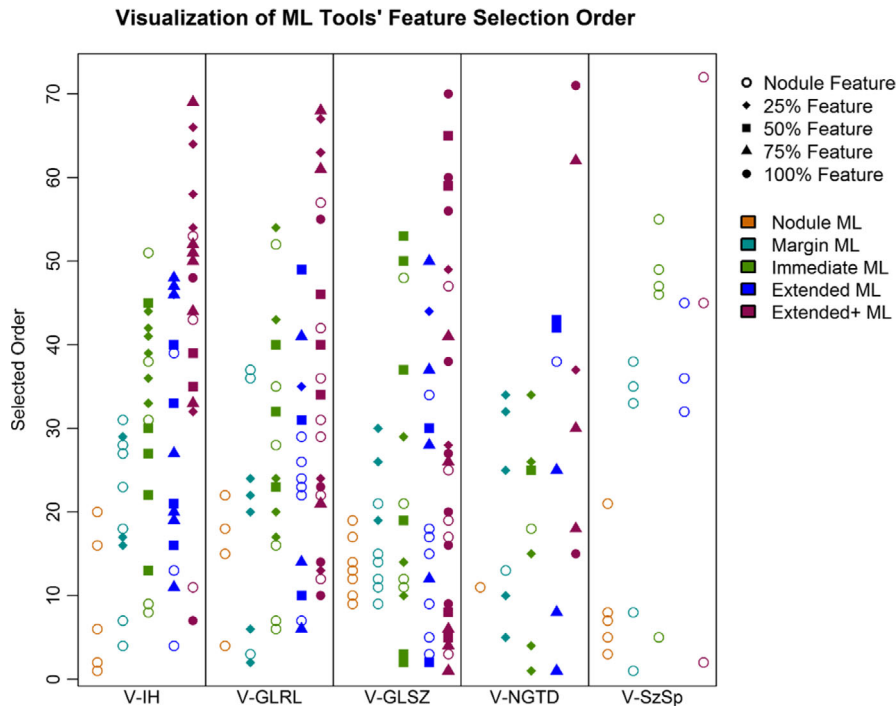 Visualization of ML Tools' Feature Selection Order
Selected Order
70
60
50
40
30
20
10
0
V-IH
V-GLRL
V-GLSZ
V-NGTD
V-SzSp
Nodule Feature
25% Feature
50% Feature
75% Feature
100% Feature
Nodule ML
Margin ML
Immediate ML
Extended ML
Extended+ ML